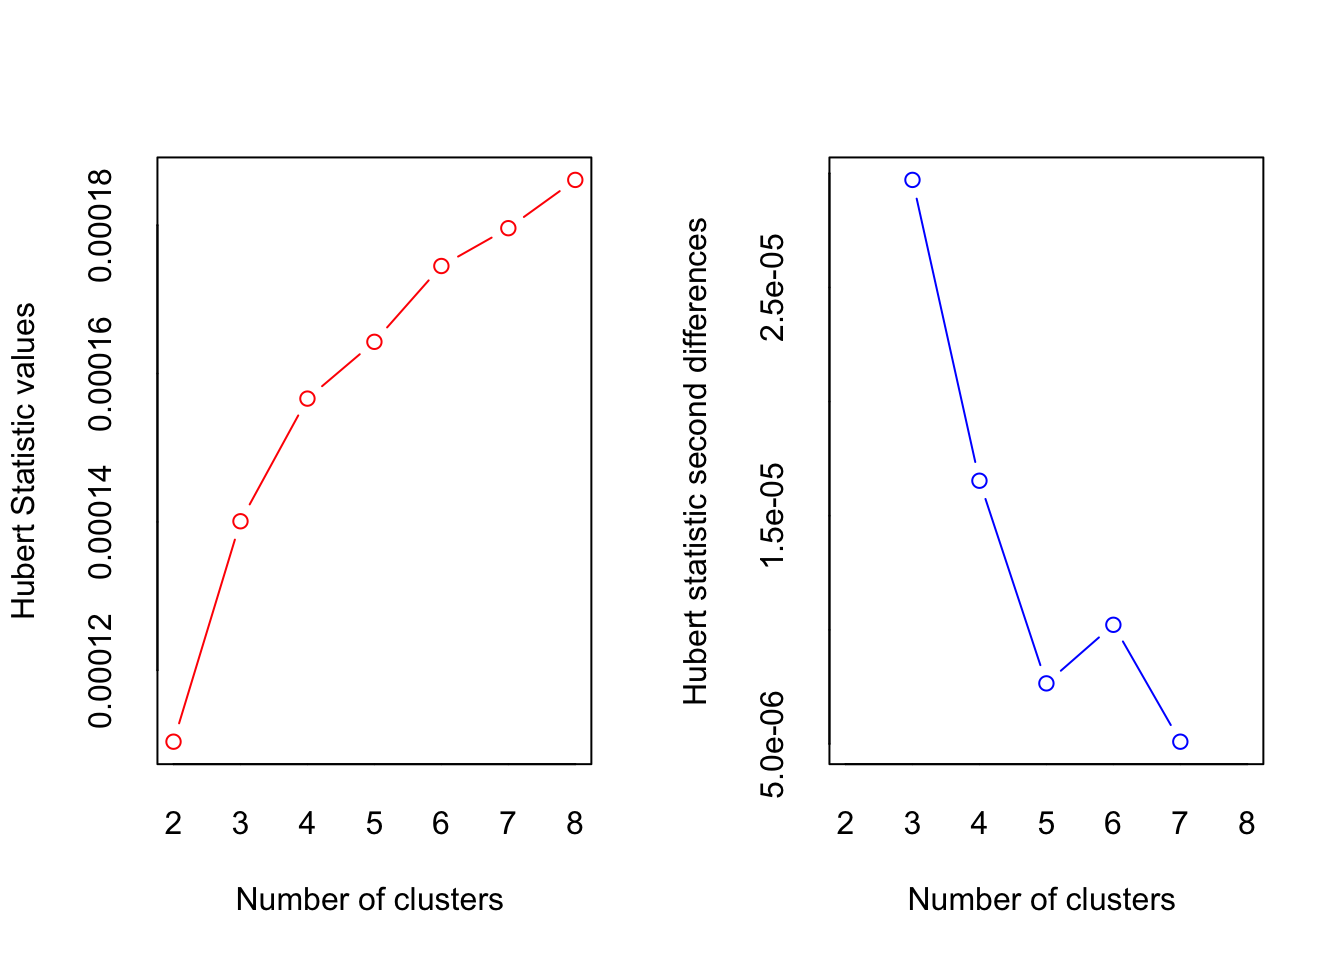 Hubert Statistic values
0.00012 0.00014 0.00016 0.00018
2 3 4 5 6 7 8
Number of clusters
Hubert statistic second differences
5.0e-06 1.5e-05 2.5e-05
2 3 4 5 6 7 8
Number of clusters